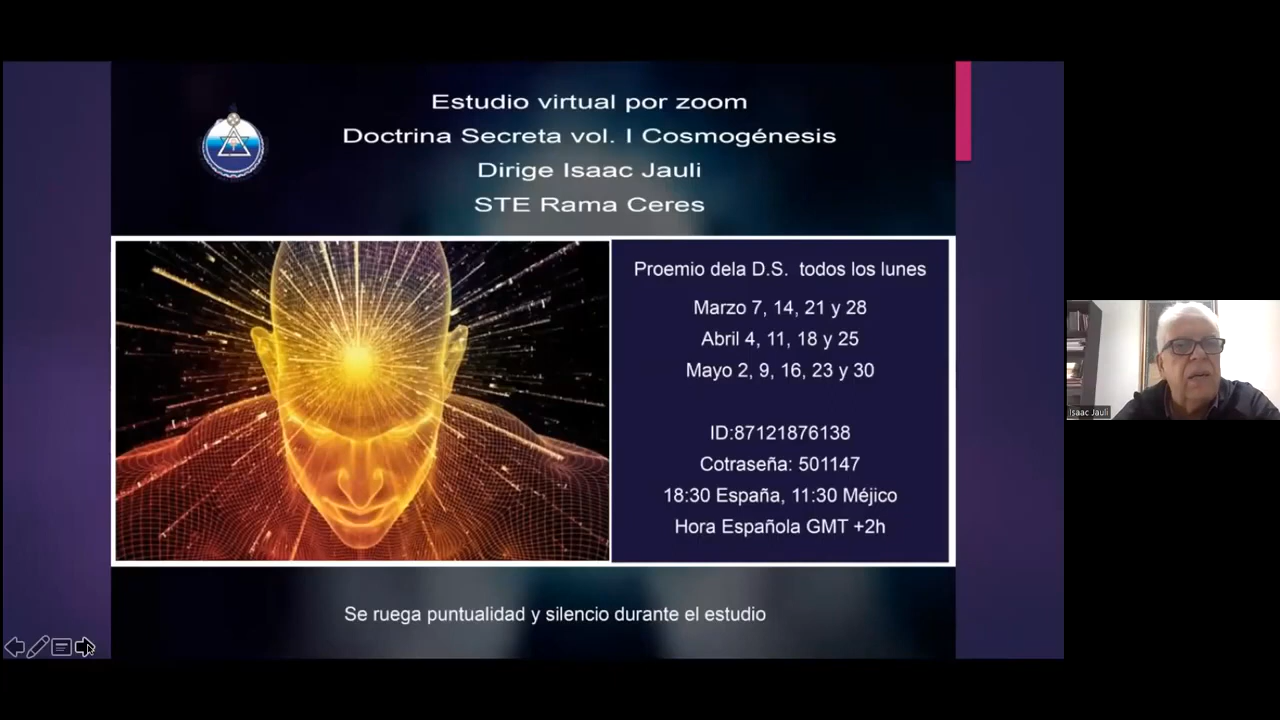 Estudio virtual por zoom
Doctrina Secreta vol. I Cosmogénesis
Dirige Isaac Jauli
STE Rama Ceres
Proemio dela D.S. todos los lunes
Marzo 7, 14, 21 y 28
Abril 4, 11, 18 y 25
Mayo 2, 9, 16, 23 y 30
ID:87121876138
Cotraseña: 501147
18:30 España, 11:30 Méjico
Hora Española GMT +2h
Se ruega puntualidad y silencio durante el estudio
Isaac Jauli